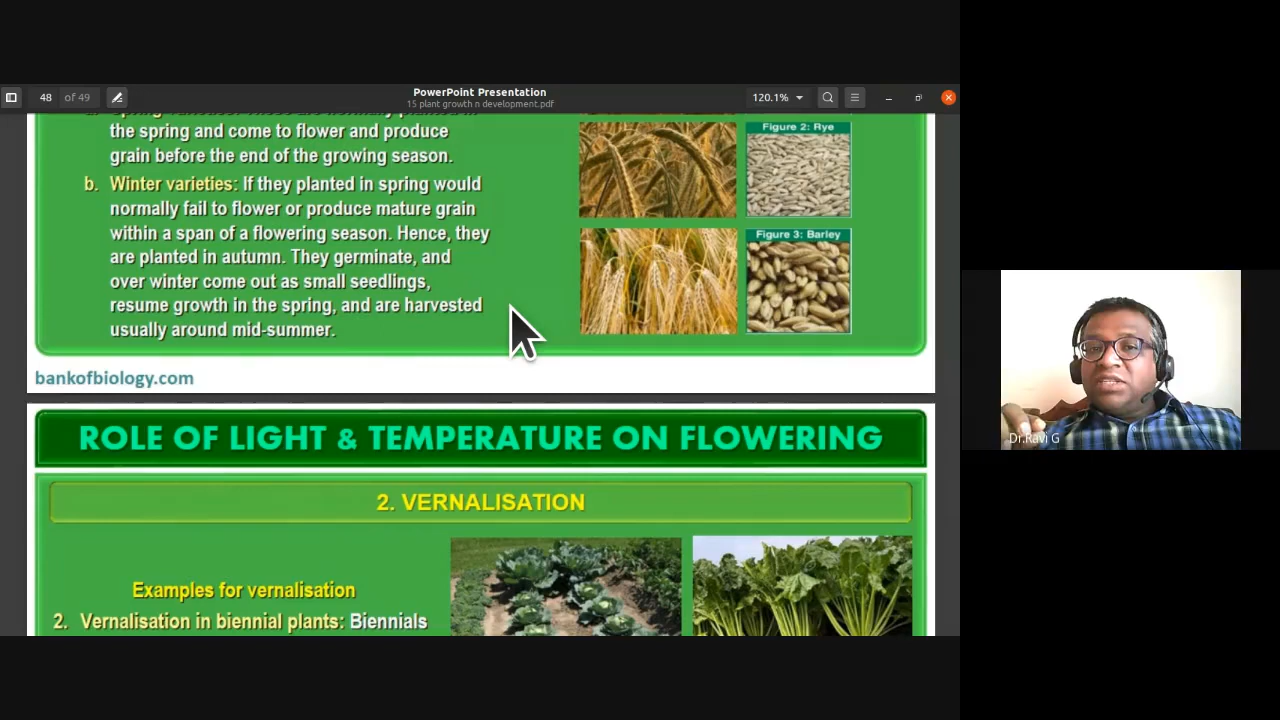 48 of 49
PowerPoint Presentation
15 plant growth n development.pdf
120.1%
the spring and come to flower and produce
grain before the end of the growing season.
b. Winter varieties: If they planted in spring would
normally fail to flower or produce mature grain
within a span of a flowering season. Hence, they
are planted in autumn. They germinate, and
over winter come out as small seedlings,
resume growth in the spring, and are harvested
usually around mid-summer.
Figure 2: Rye
Figure 3: Barley
bankofbiology.com
ROLE OF LIGHT & TEMPERATURE ON FLOWERING
2. VERNALISATION
Examples for vernalisation
2. Vernalisation in biennial plants: Biennials
Dr.Ravi G